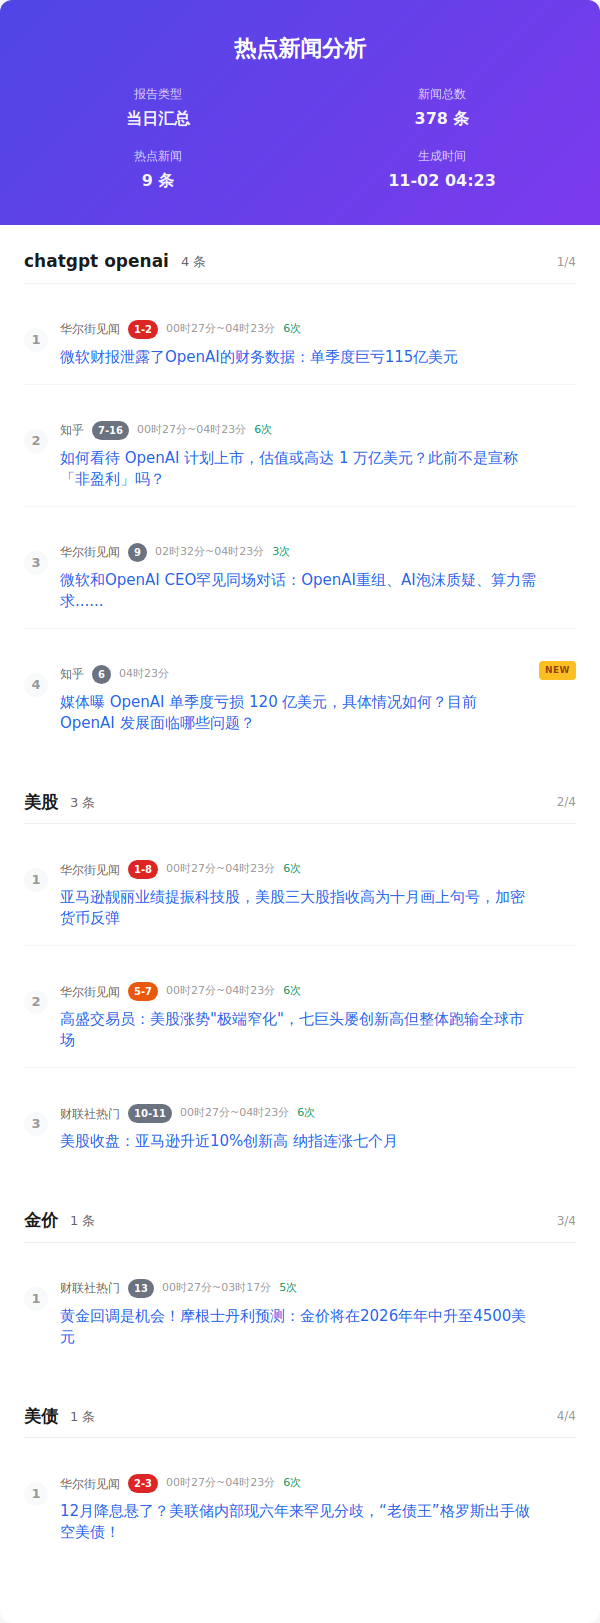 热点新闻分析
报告类型
新闻总数
当日汇总
378 条
热点新闻
生成时间
9 条
11-02 04:23
chatgpt openai 4 条 1/4
1 华尔街见闻 1-2 00时27分~04时23分 6次
微软财报泄露了OpenAI的财务数据：单季度巨亏115亿美元
2 知乎 7-16 00时27分~04时23分 6次
如何看待 OpenAI 计划上市，估值或高达 1 万亿美元？此前不是宣称
「非盈利」吗？
3 华尔街见闻 9 02时32分~04时23分 3次
微软和OpenAI CEO罕见同场对话：OpenAI重组、AI泡沫质疑、算力需
求……
4 知乎 6 04时23分 NEW
媒体曝 OpenAI 单季度亏损 120 亿美元，具体情况如何？目前
OpenAI 发展面临哪些问题？
美股 3 条 2/4
1 华尔街见闻 1-8 00时27分~04时23分 6次
亚马逊靓丽业绩提振科技股，美股三大股指收高为十月画上句号，加密
货币反弹
2 华尔街见闻 5-7 00时27分~04时23分 6次
高盛交易员：美股涨势"极端窄化"，七巨头屡创新高但整体跑输全球市
场
3 财联社热门 10-11 00时27分~04时23分 6次
美股收盘：亚马逊升近10%创新高 纳指连涨七个月
金价 1 条 3/4
1 财联社热门 13 00时27分~03时17分 5次
黄金回调是机会！摩根士丹利预测：金价将在2026年年中升至4500美
元
美债 1 条 4/4
1 华尔街见闻 2-3 00时27分~04时23分 6次
12月降息悬了？美联储内部现六年来罕见分歧，“老债王”格罗斯出手做
空美债！